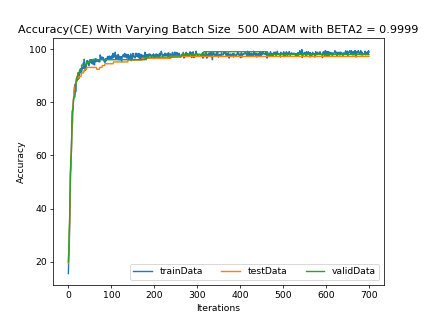 Accuracy(CE) With Varying Batch Size  500 ADAM with BETA2 = 0.9999
100
80
60
40
20
Accuracy
trainData testData validData
0 100 200 300 400 500 600 700
Iterations